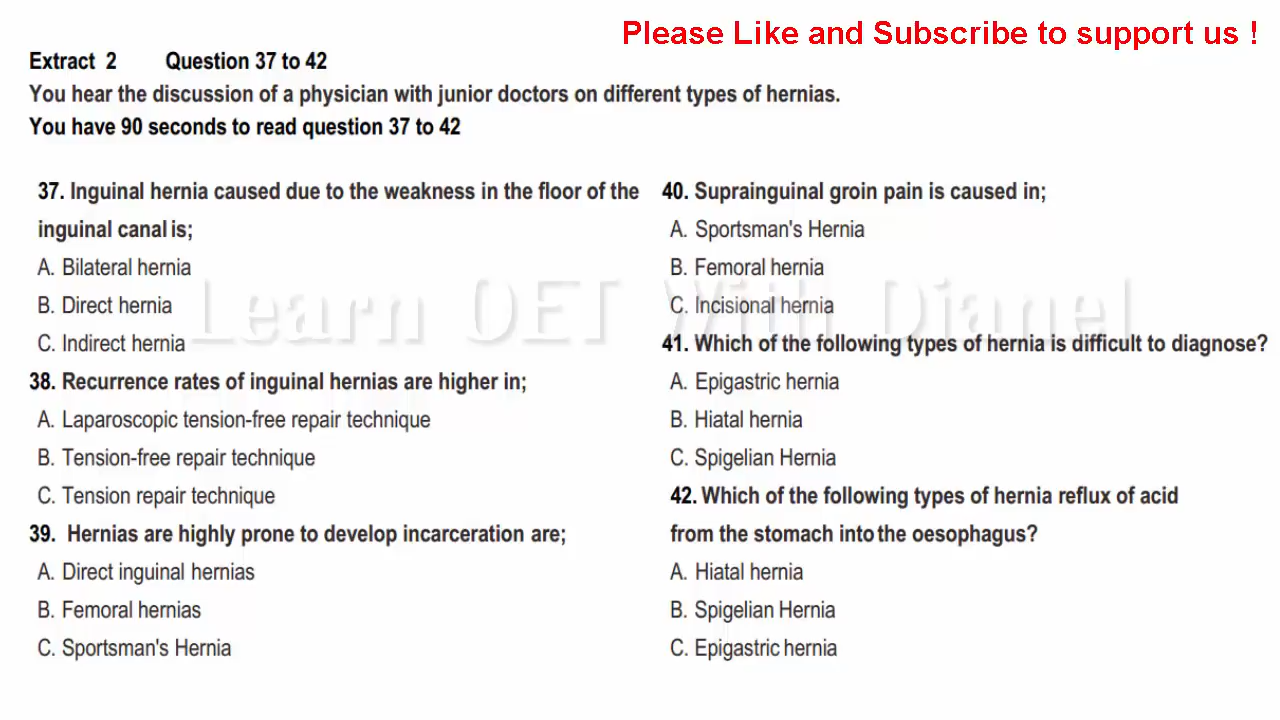 Please Like and Subscribe to support us !
Extract 2 Question 37 to 42
You hear the discussion of a physician with junior doctors on different types of hernias.
You have 90 seconds to read question 37 to 42
37. Inguinal hernia caused due to the weakness in the floor of the
inguinal canal is;
A. Bilateral hernia
B. Direct hernia
C. Indirect hernia
38. Recurrence rates of inguinal hernias are higher in;
A. Laparoscopic tension-free repair technique
B. Tension-free repair technique
C. Tension repair technique
39. Hernias are highly prone to develop incarceration are;
A. Direct inguinal hernias
B. Femoral hernias
C. Sportsman's Hernia
40. Suprainguinal groin pain is caused in;
A. Sportsman's Hernia
B. Femoral hernia
C. Incisional hernia
41. Which of the following types of hernia is difficult to diagnose?
A. Epigastric hernia
B. Hiatal hernia
C. Spigelian Hernia
42. Which of the following types of hernia reflux of acid
from the stomach into the oesophagus?
A. Hiatal hernia
B. Spigelian Hernia
C. Epigastric hernia
Learn OET With Dianel